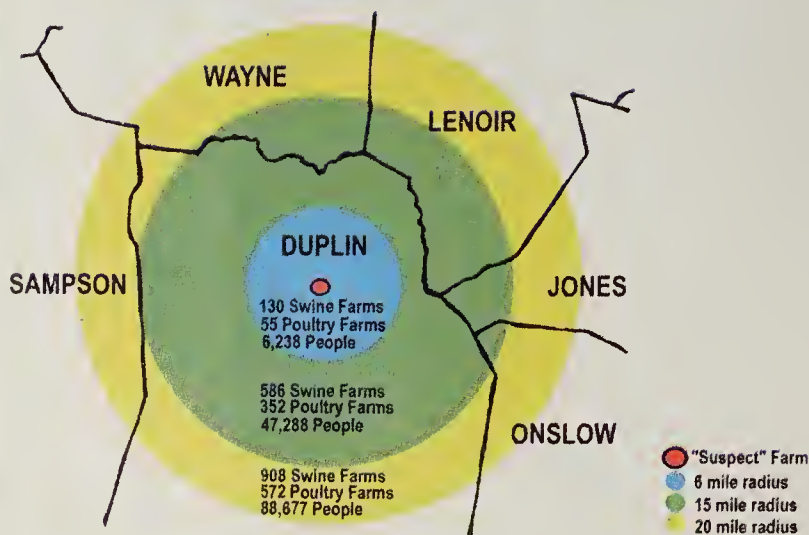 WAYNE
LENOIR
DUPLIN
SAMPSON
JONES
130 Swine Farms
55 Poultry Farms
6,238 People
586 Swine Farms
352 Poultry Farms
47,288 People
ONSLOW
908 Swine Farms
572 Poultry Farms
88,677 People
"Suspect" Farm
6 mile radius
15 mile radius
20 mile radius